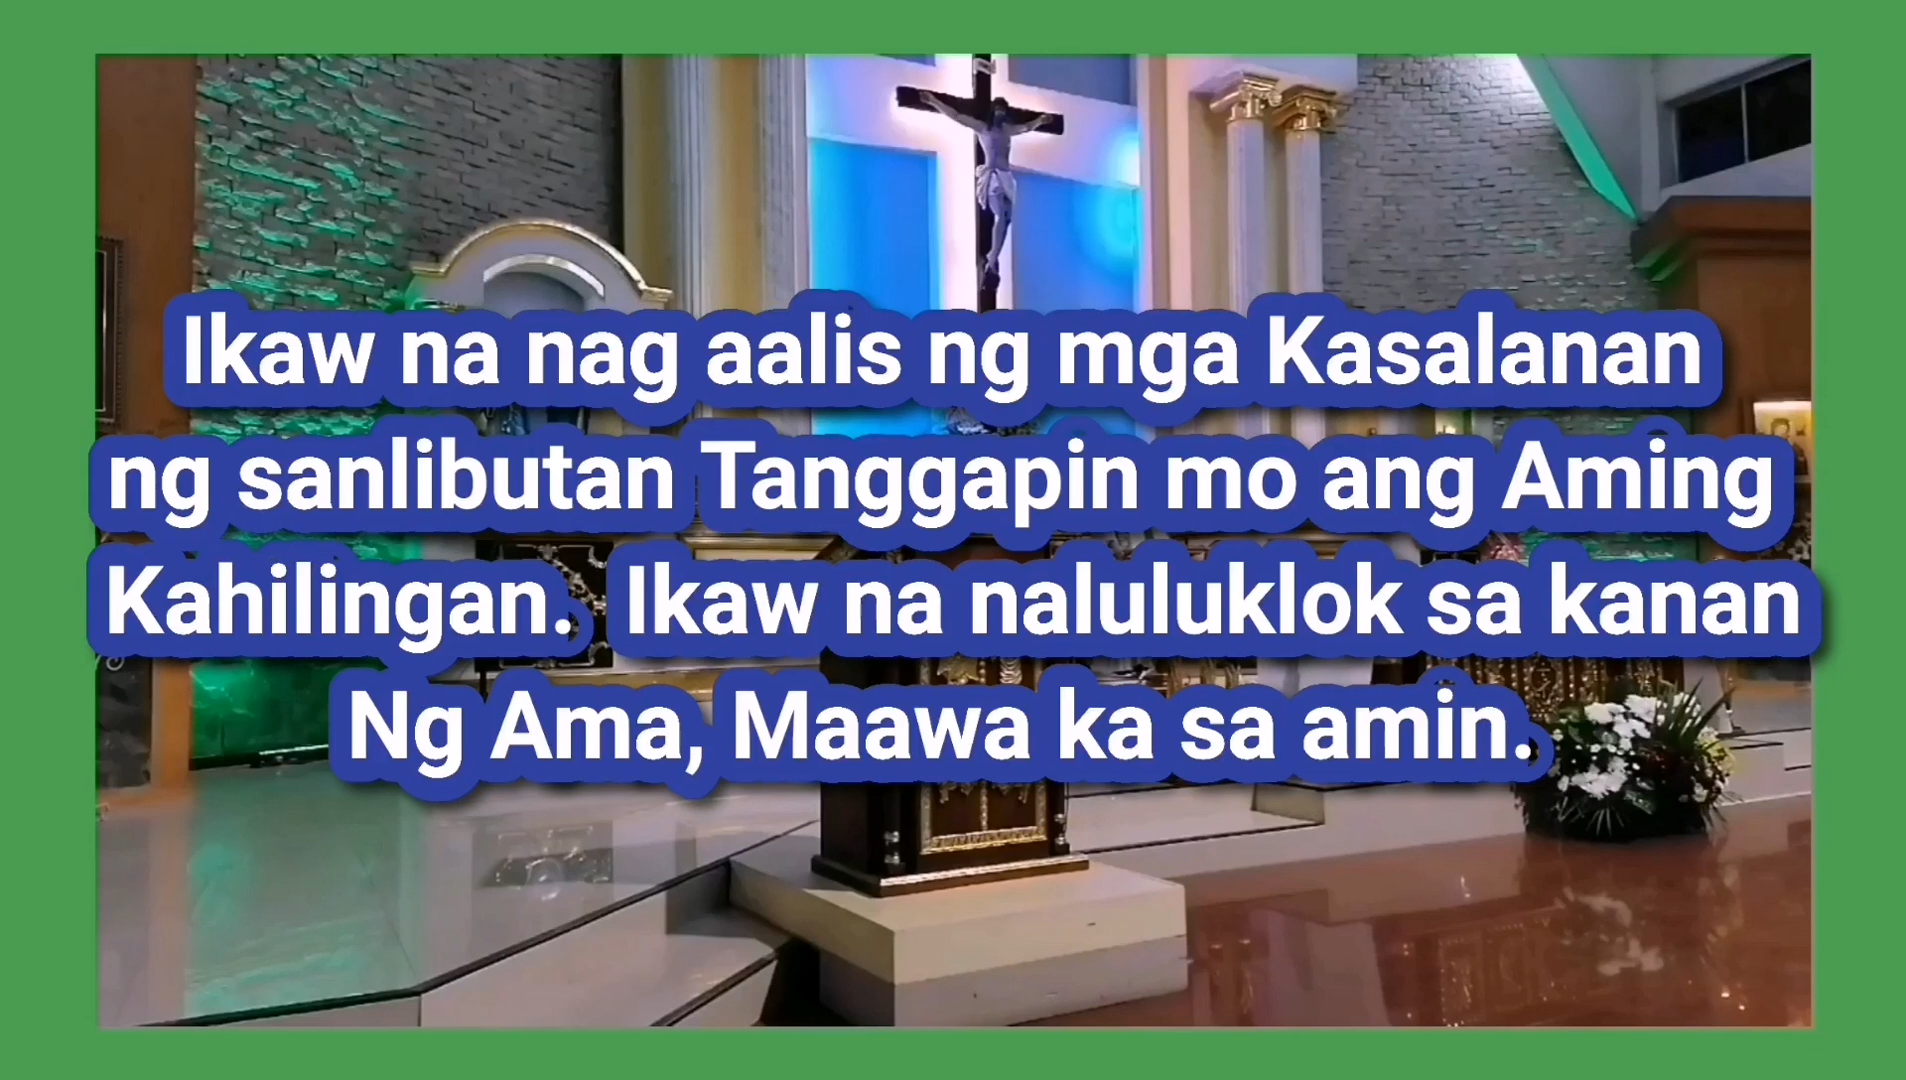 Ikaw na nag aalis ng mga Kasalanan
ng sanlibutan Tanggapin mo ang Aming
Kahilingan.  Ikaw na naluluklok sa kanan
Ng Ama, Maawa ka sa amin.